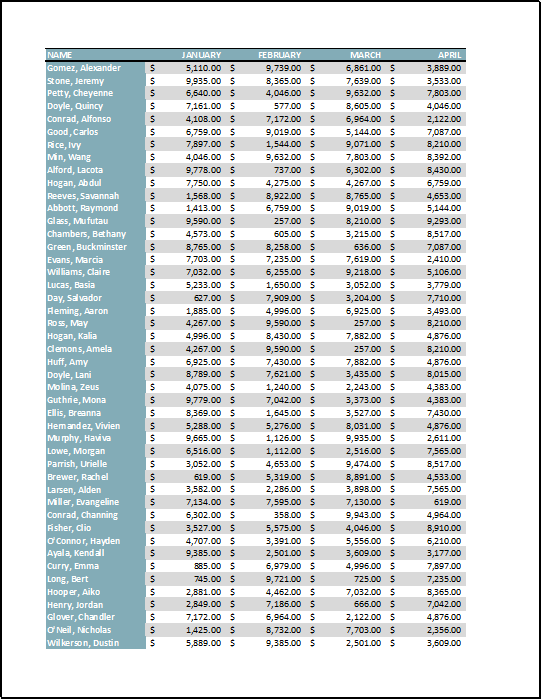 NAME JANUARY FEBRUARY MARCH APRIL
Gomez, Alexander $ 5,110.00 $ 9,739.00 $ 6,861.00 $ 3,889.00
Stone, Jeremy $ 9,935.00 $ 8,365.00 $ 7,639.00 $ 3,533.00
Petty, Cheyenne $ 6,640.00 $ 4,046.00 $ 9,632.00 $ 7,803.00
Doyle, Quincy $ 7,161.00 $ 577.00 $ 8,605.00 $ 4,046.00
Conrad, Alfonso $ 4,108.00 $ 7,172.00 $ 6,964.00 $ 2,122.00
Good, Carlos $ 6,759.00 $ 9,019.00 $ 5,144.00 $ 7,087.00
Rice, Ivy $ 7,897.00 $ 1,544.00 $ 9,071.00 $ 8,210.00
Min, Wang $ 4,046.00 $ 9,632.00 $ 7,803.00 $ 8,392.00
Alford, Lacota $ 9,778.00 $ 737.00 $ 6,302.00 $ 8,430.00
Hogan, Abdul $ 7,750.00 $ 4,275.00 $ 4,267.00 $ 6,759.00
Reeves, Savannah $ 1,568.00 $ 8,922.00 $ 8,765.00 $ 4,653.00
Abbott, Raymond $ 1,413.00 $ 6,759.00 $ 9,019.00 $ 5,144.00
Glass, Mufutau $ 9,590.00 $ 257.00 $ 8,210.00 $ 9,293.00
Chambers, Bethany $ 4,573.00 $ 605.00 $ 3,215.00 $ 8,517.00
Green, Buckminster $ 8,765.00 $ 8,258.00 $ 636.00 $ 7,087.00
Evans, Marcia $ 7,703.00 $ 7,235.00 $ 7,619.00 $ 2,410.00
Williams, Claire $ 7,032.00 $ 6,255.00 $ 9,218.00 $ 5,106.00
Lucas, Basia $ 5,233.00 $ 1,650.00 $ 3,052.00 $ 3,779.00
Day, Salvador $ 627.00 $ 7,909.00 $ 3,204.00 $ 7,710.00
Fleming, Aaron $ 1,885.00 $ 4,996.00 $ 6,925.00 $ 3,493.00
Ross, May $ 4,267.00 $ 9,590.00 $ 257.00 $ 8,210.00
Hogan, Kalia $ 4,996.00 $ 8,430.00 $ 7,882.00 $ 4,876.00
Clemons, Amela $ 4,267.00 $ 9,590.00 $ 257.00 $ 8,210.00
Huff, Amy $ 6,925.00 $ 7,430.00 $ 7,882.00 $ 4,876.00
Doyle, Lani $ 8,789.00 $ 7,621.00 $ 3,435.00 $ 8,015.00
Molina, Zeus $ 4,075.00 $ 1,240.00 $ 2,243.00 $ 4,383.00
Guthrie, Mona $ 9,779.00 $ 7,042.00 $ 3,373.00 $ 4,383.00
Ellis, Breanna $ 8,369.00 $ 1,645.00 $ 3,527.00 $ 7,430.00
Hernandez, Vivien $ 5,288.00 $ 5,276.00 $ 8,031.00 $ 4,876.00
Murphy, Haviva $ 9,665.00 $ 1,126.00 $ 9,935.00 $ 2,611.00
Lowe, Morgan $ 6,516.00 $ 1,112.00 $ 2,516.00 $ 7,565.00
Parrish, Urielle $ 3,052.00 $ 4,653.00 $ 9,474.00 $ 8,517.00
Brewer, Rachel $ 619.00 $ 5,319.00 $ 8,891.00 $ 4,533.00
Larsen, Alden $ 3,582.00 $ 2,286.00 $ 3,898.00 $ 7,565.00
Miller, Evangeline $ 7,134.00 $ 7,595.00 $ 7,130.00 $ 619.00
Conrad, Channing $ 6,302.00 $ 358.00 $ 9,943.00 $ 4,964.00
Fisher, Clio $ 3,527.00 $ 5,575.00 $ 4,046.00 $ 8,910.00
O'Connor, Hayden $ 4,707.00 $ 3,391.00 $ 5,556.00 $ 6,210.00
Ayala, Kendall $ 9,385.00 $ 2,501.00 $ 3,609.00 $ 3,177.00
Curry, Emma $ 885.00 $ 6,979.00 $ 4,996.00 $ 7,897.00
Long, Bert $ 745.00 $ 9,721.00 $ 725.00 $ 7,235.00
Hooper, Aiko $ 2,881.00 $ 4,462.00 $ 7,032.00 $ 8,365.00
Henry, Jordan $ 2,849.00 $ 7,186.00 $ 666.00 $ 7,042.00
Glover, Chandler $ 7,172.00 $ 6,964.00 $ 2,122.00 $ 4,876.00
O'Neil, Nicholas $ 1,425.00 $ 8,732.00 $ 7,703.00 $ 2,356.00
Wilkerson, Dustin $ 5,889.00 $ 9,385.00 $ 2,501.00 $ 3,609.00